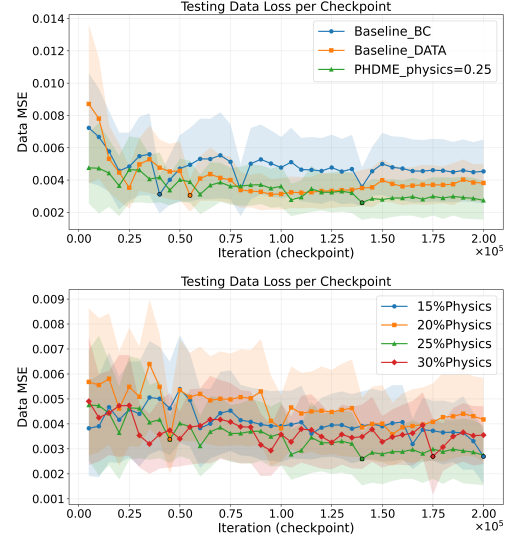 Testing Data Loss per Checkpoint
0.014
0.012
0.010
0.008
0.006
0.004
0.002
Data MSE
Baseline_BC
Baseline_DATA
PHDME_physics=0.25
0.00 0.25 0.50 0.75 1.00 1.25 1.50 1.75 2.00
Iteration (checkpoint)
×10⁵
Testing Data Loss per Checkpoint
0.009
0.008
0.007
0.006
0.005
0.004
0.003
0.002
0.001
Data MSE
15%Physics
20%Physics
25%Physics
30%Physics
0.00 0.25 0.50 0.75 1.00 1.25 1.50 1.75 2.00
Iteration (checkpoint)
×10⁵